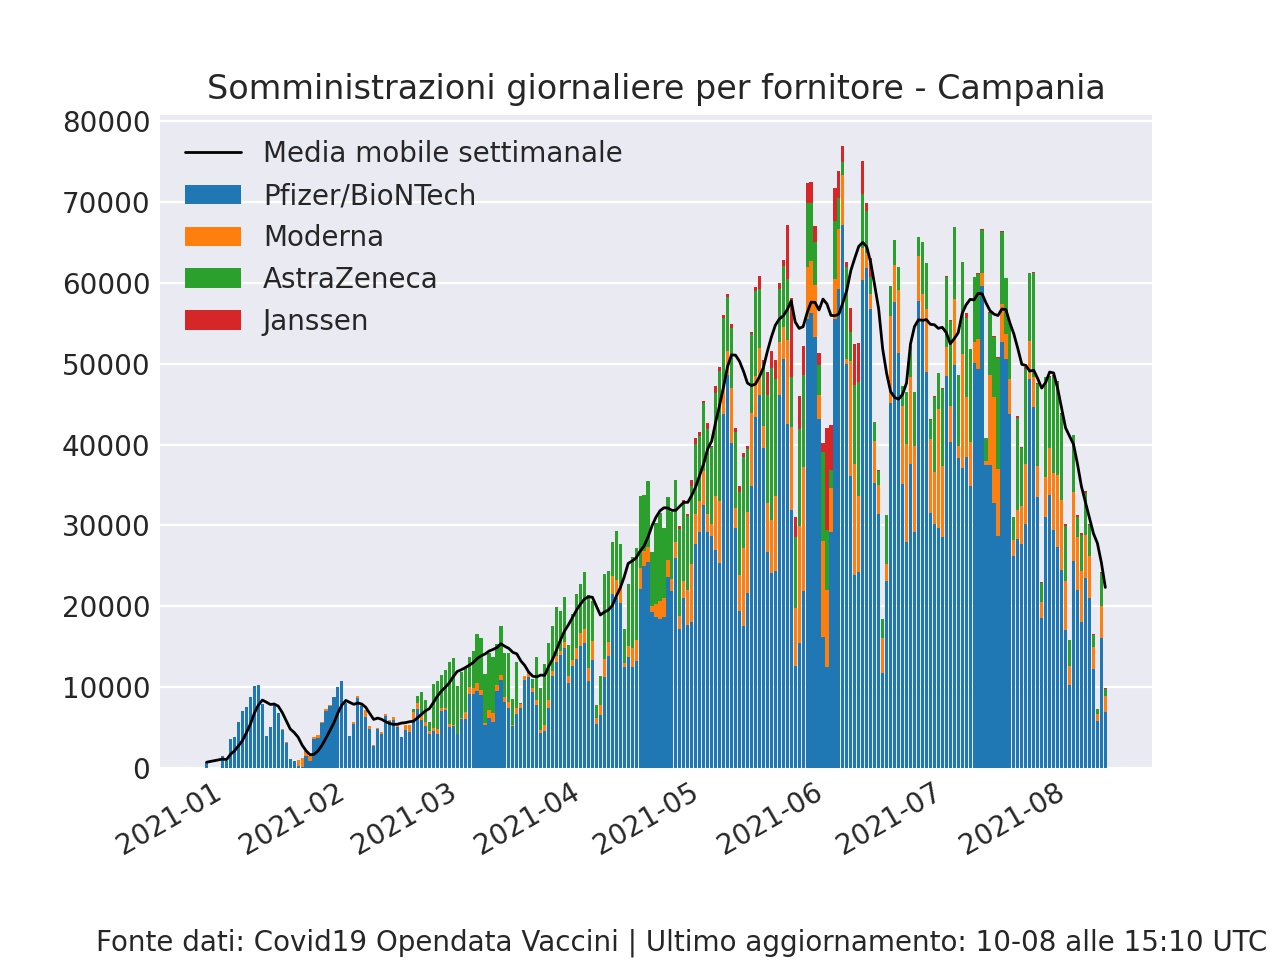 Somministrazioni giornaliere per fornitore - Campania
80000
70000
60000
50000
40000
30000
20000
10000
0
Media mobile settimanale
Pfizer/BioNTech
Moderna
AstraZeneca
Janssen
2021-01
2021-02
2021-03
2021-04
2021-05
2021-06
2021-07
2021-08
Fonte dati: Covid19 Opendata Vaccini | Ultimo aggiornamento: 10-08 alle 15:10 UTC